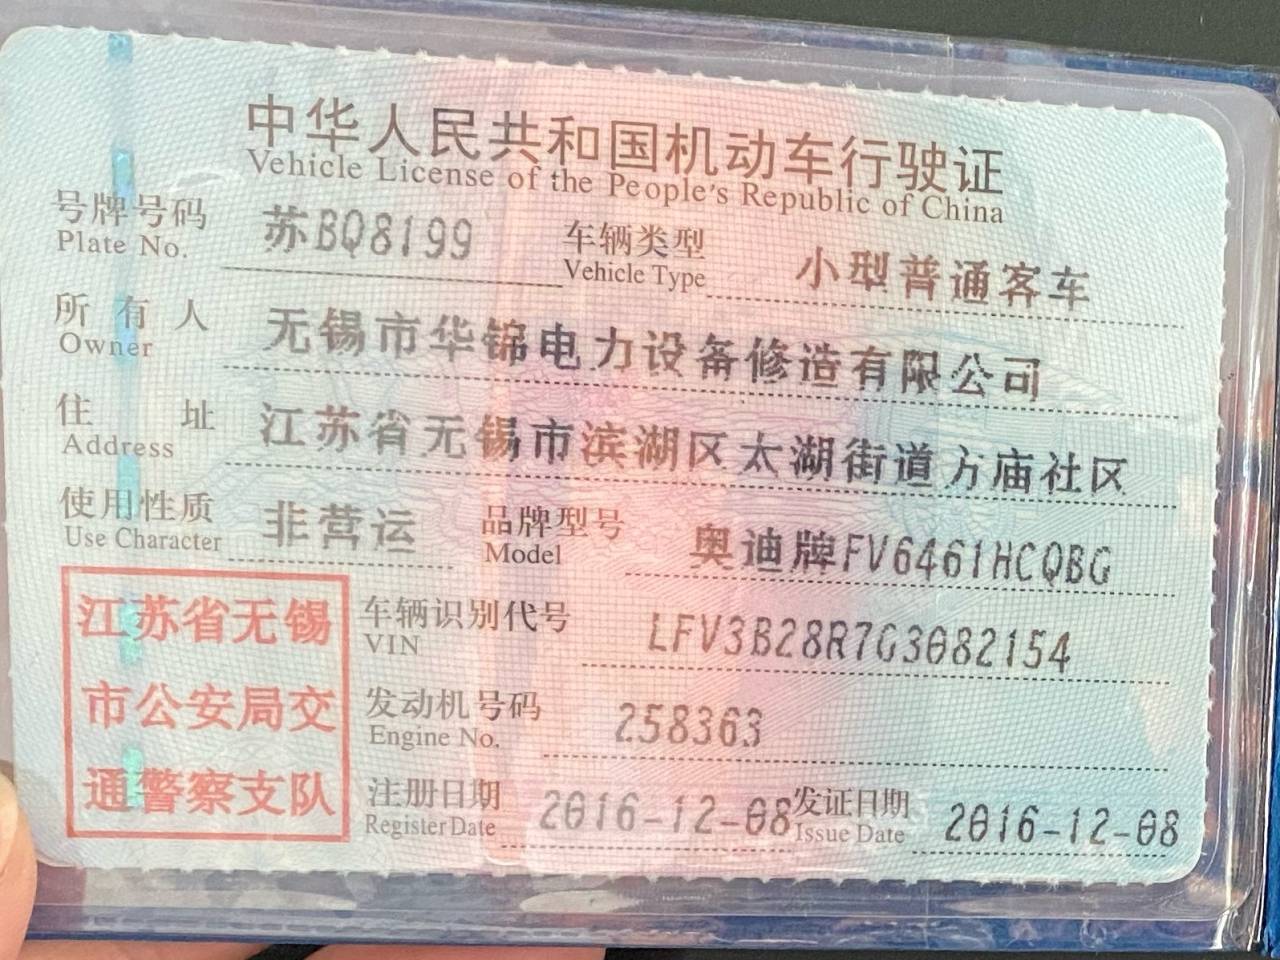 中华人民共和国机动车行驶证
Vehicle License of the People's Republic of China
号牌号码 苏BQ8199 车辆类型 小型普通客车
Plate No. Vehicle Type
所有人 无锡市华锦电力设备修造有限公司
Owner
住址 江苏省无锡市滨湖区太湖街道方庙社区
Address
使用性质 非营运 品牌型号 奥迪牌FV6461HCQBG
Use Character Model
江苏省无锡
市公安局交
通警察支队
车辆识别代号 LFV3B28R7G3082154
VIN
发动机号码 258363
Engine No.
注册日期 2016-12-08 发证日期 2016-12-08
Register Date Issue Date